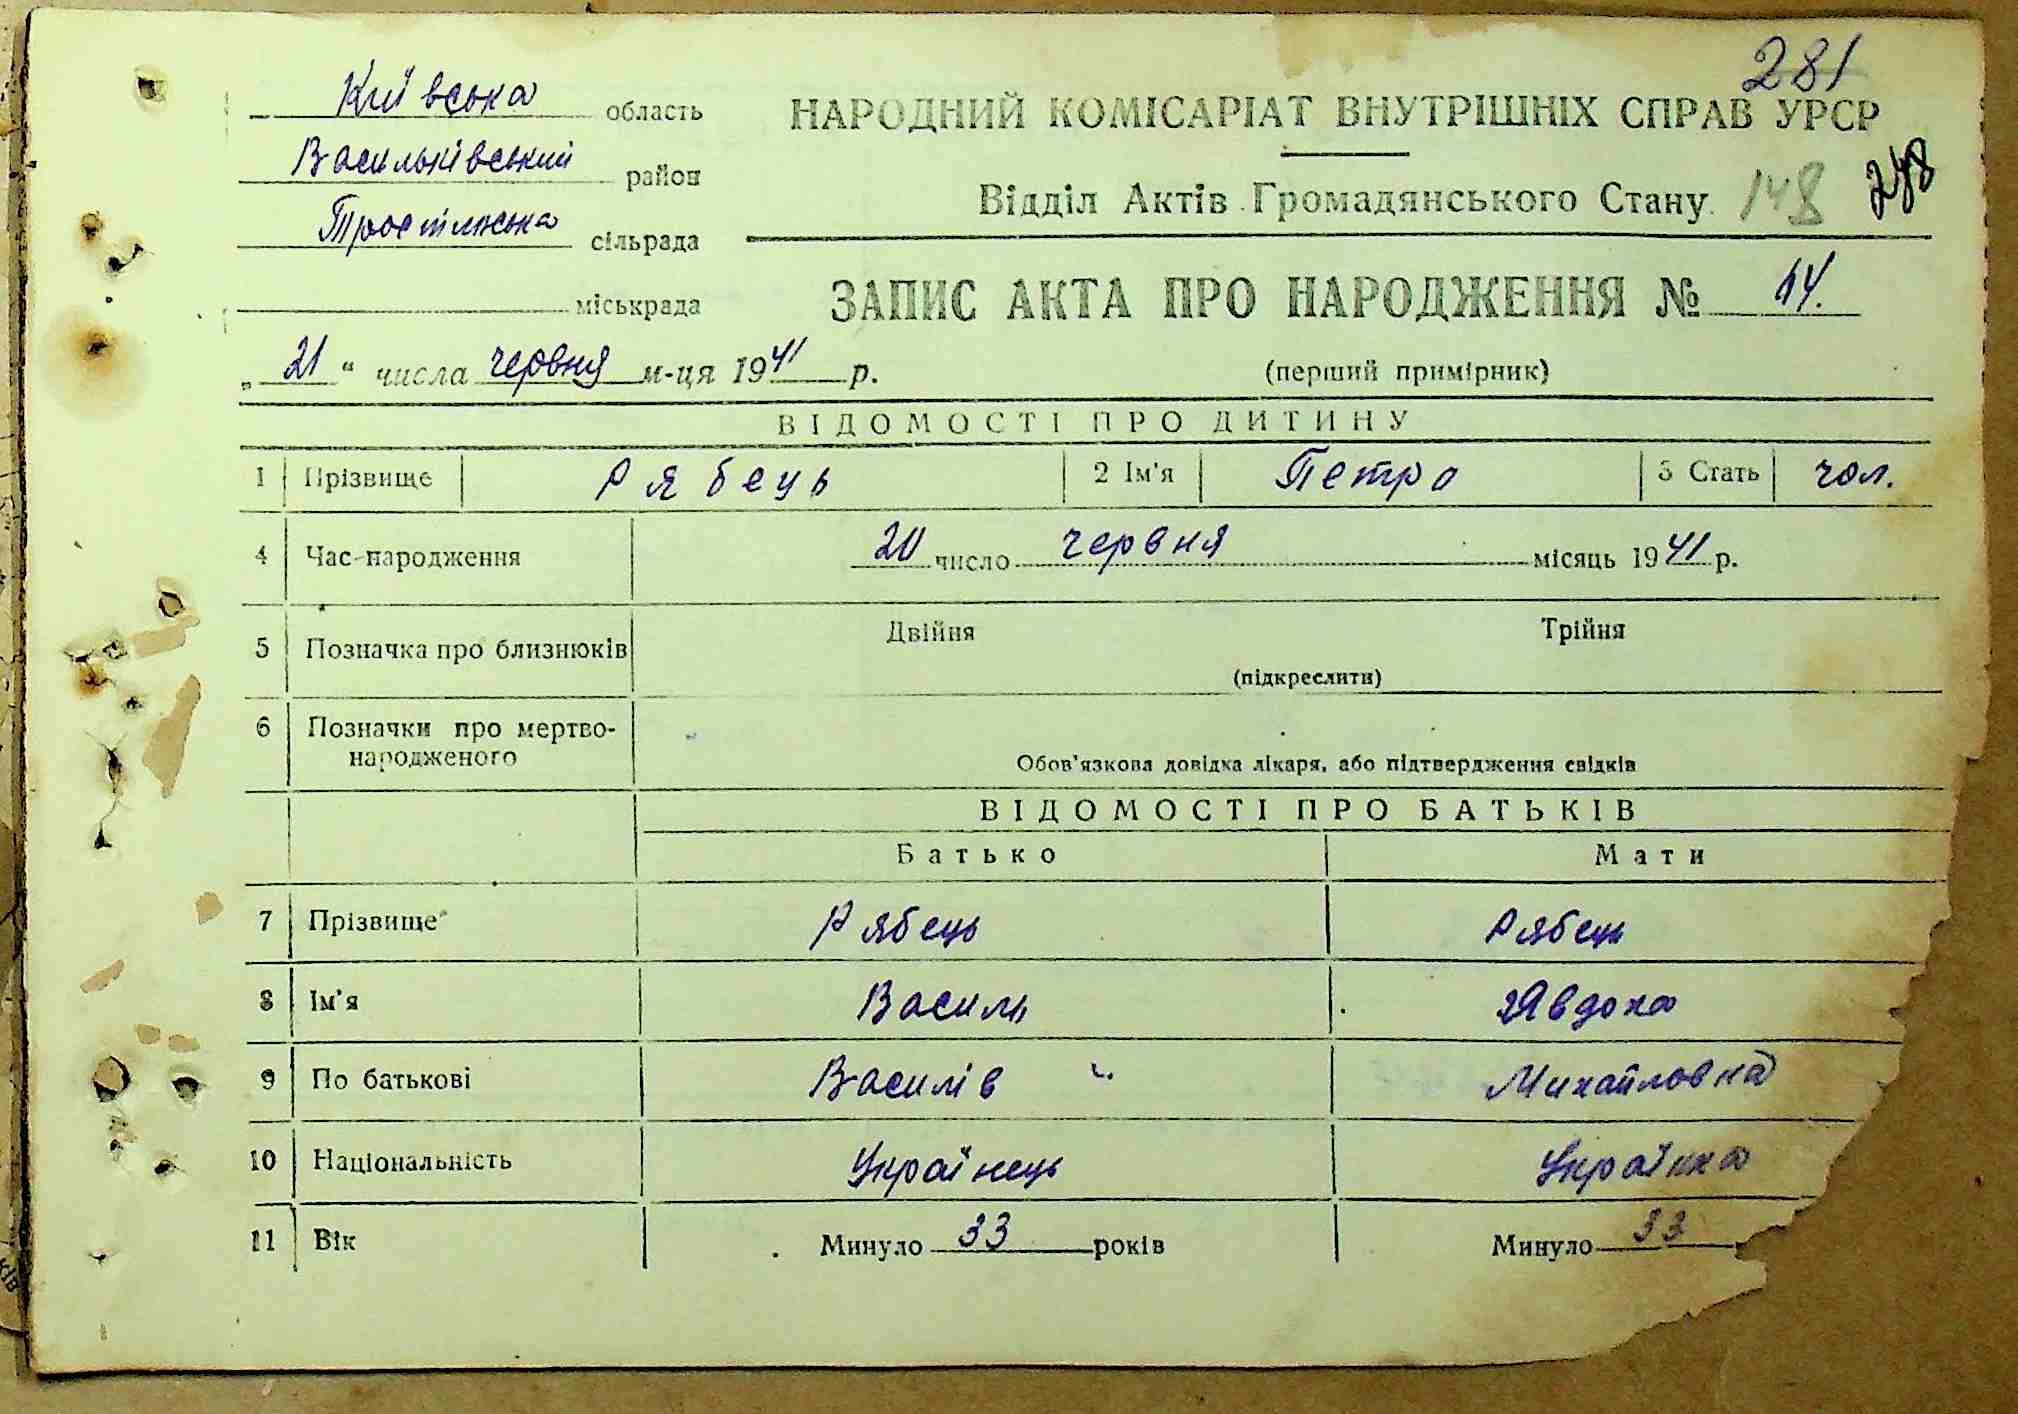 281
Київська область
НАРОДНИЙ КОМІСАРІАТ ВНУТРІШНІХ СПРАВ УРСР
Васильківський район
Відділ Актів Громадянського Стану 148 248
Тростінська сільрада
міськрада
ЗАПИС АКТА ПРО НАРОДЖЕННЯ № 14.
„21“ числа червня м-ця 1941 р.
(перший примірник)
ВІДОМОСТІ ПРО ДИТИНУ
1 Прізвище Рябець 2 Ім'я Петро 3 Стать чол.
4 Час народження 20 число червня місяць 1941 р.
5 Позначка про близнюків Двійня Трійня
(підкреслити)
6 Позначки про мертво-
народженого
Обов'язкова довідка лікаря, або підтвердження свідків
ВІДОМОСТІ ПРО БАТЬКІВ
Батько Мати
7 Прізвище Рябець Рябець
8 Ім'я Василь Явдоха
9 По батькові Василів Михайловна
10 Національність Українець Українка
11 Вік Минуло 33 років Минуло 33
ків